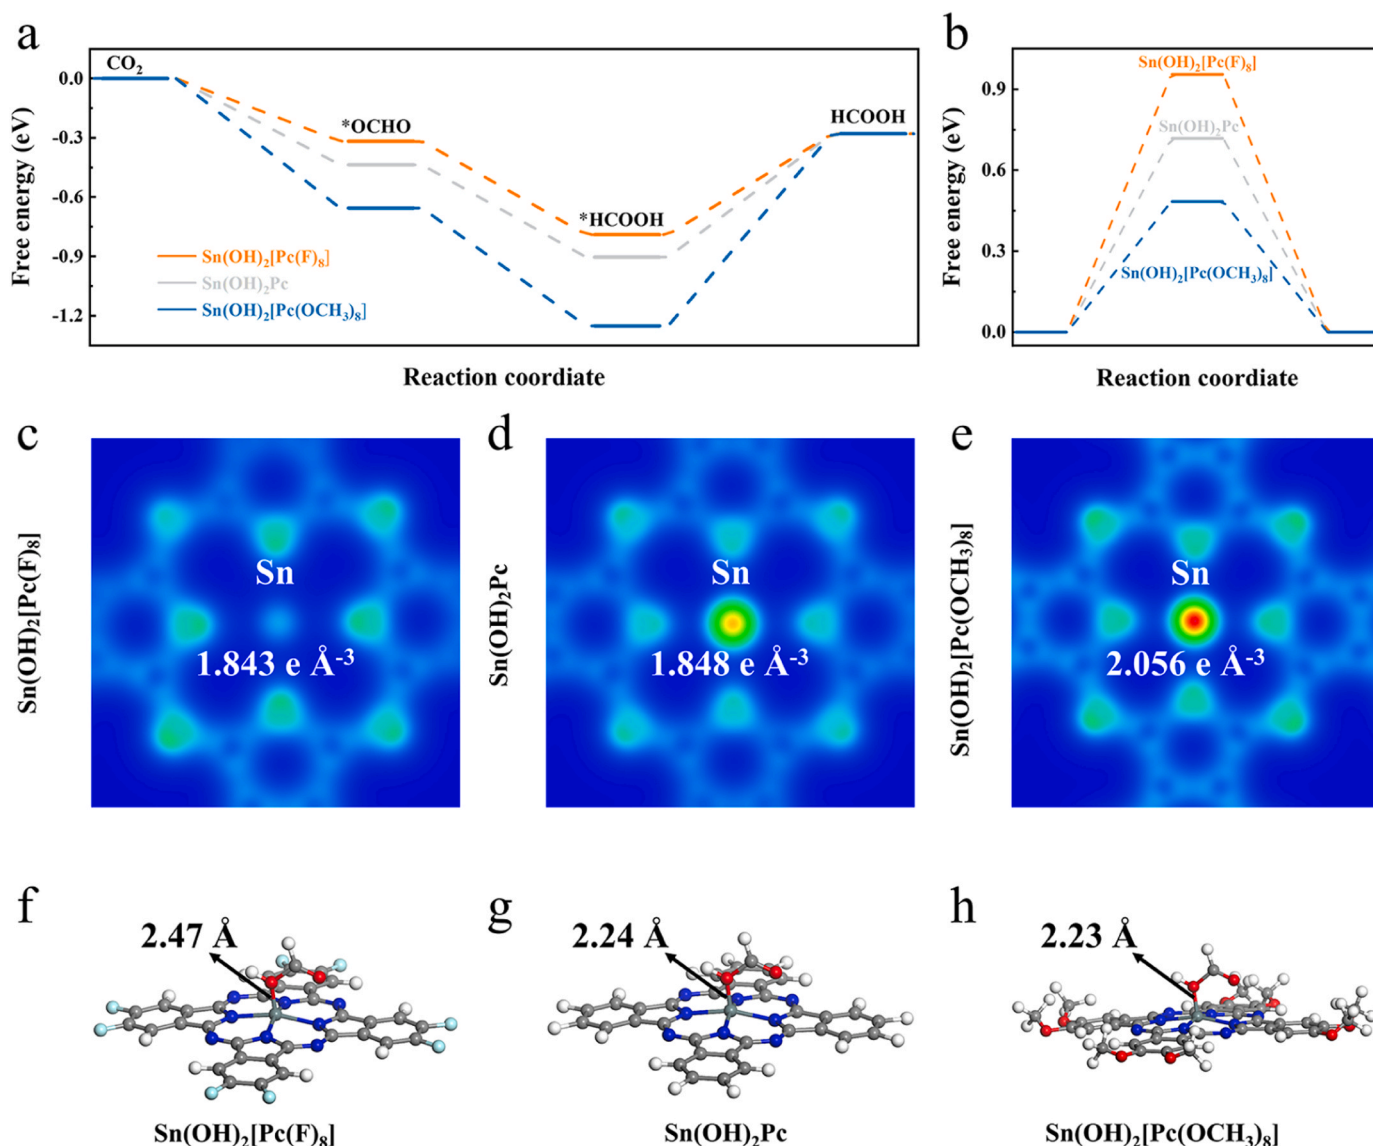 a
CO₂
*OCHO
*HCOOH
HCOOH
Sn(OH)₂[Pc(F)₈]
Sn(OH)₂Pc
Sn(OH)₂[Pc(OCH₃)₈]
0.0
-0.3
-0.6
-0.9
-1.2
Free energy (eV)
Reaction coordiate
b
Sn(OH)₂[Pc(F)₈]
Sn(OH)₂Pc
Sn(OH)₂[Pc(OCH₃)₈]
0.9
0.6
0.3
0.0
Free energy (eV)
Reaction coordiate
c
Sn(OH)₂[Pc(F)₈]
Sn
1.843 e Å⁻³
d
Sn(OH)₂Pc
Sn
1.848 e Å⁻³
e
Sn(OH)₂[Pc(OCH3)₈]
Sn
2.056 e Å⁻³
f
2.47 Å
Sn(OH)₂[Pc(F)₈]
g
2.24 Å
Sn(OH)₂Pc
h
2.23 Å
Sn(OH)₂[Pc(OCH₃)₈]